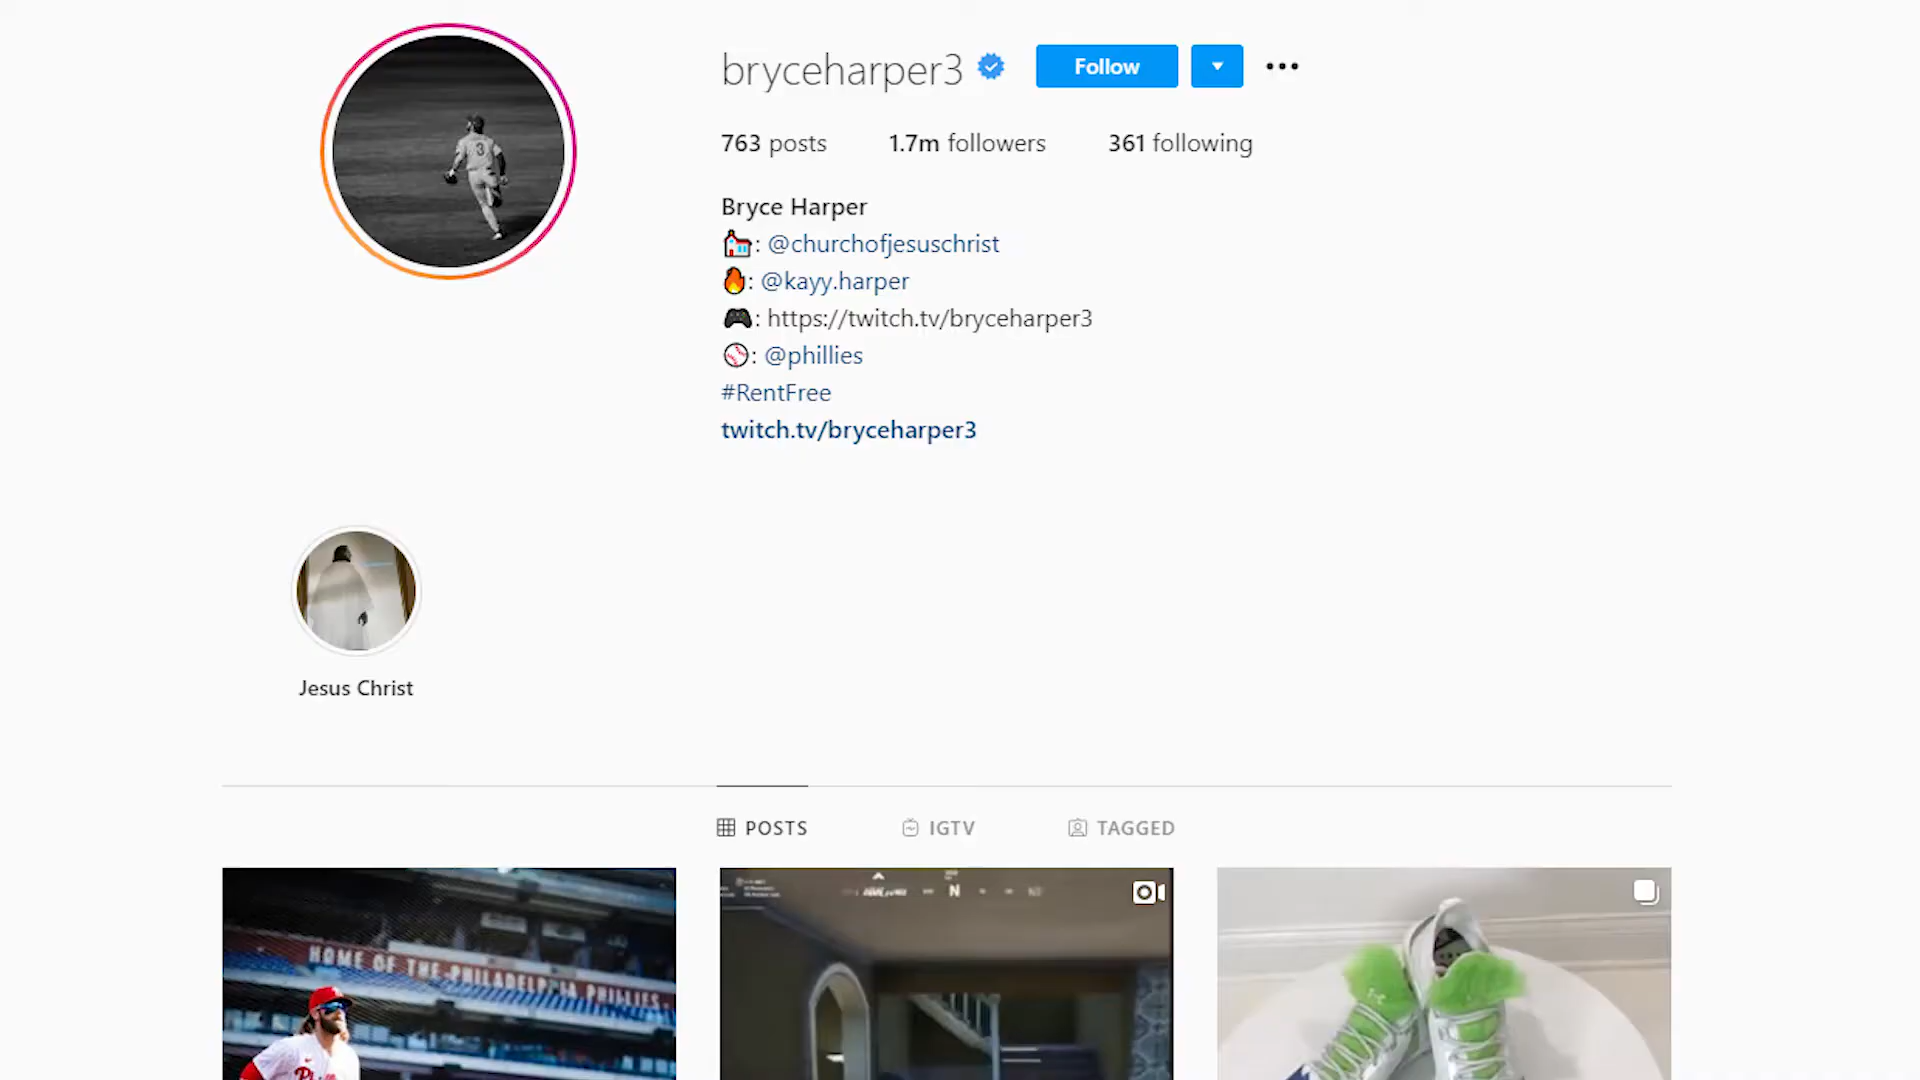 bryceharper3 Follow
763 posts 1.7m followers 361 following
3
Bryce Harper
: @churchofjesuschrist
: @kayy.harper
: https://twitch.tv/bryceharper3
: @phillies
#RentFree
twitch.tv/bryceharper3
Jesus Christ
POSTS IGTV TAGGED
N
HOME OF THE PHILADELPHIA PHILLIES